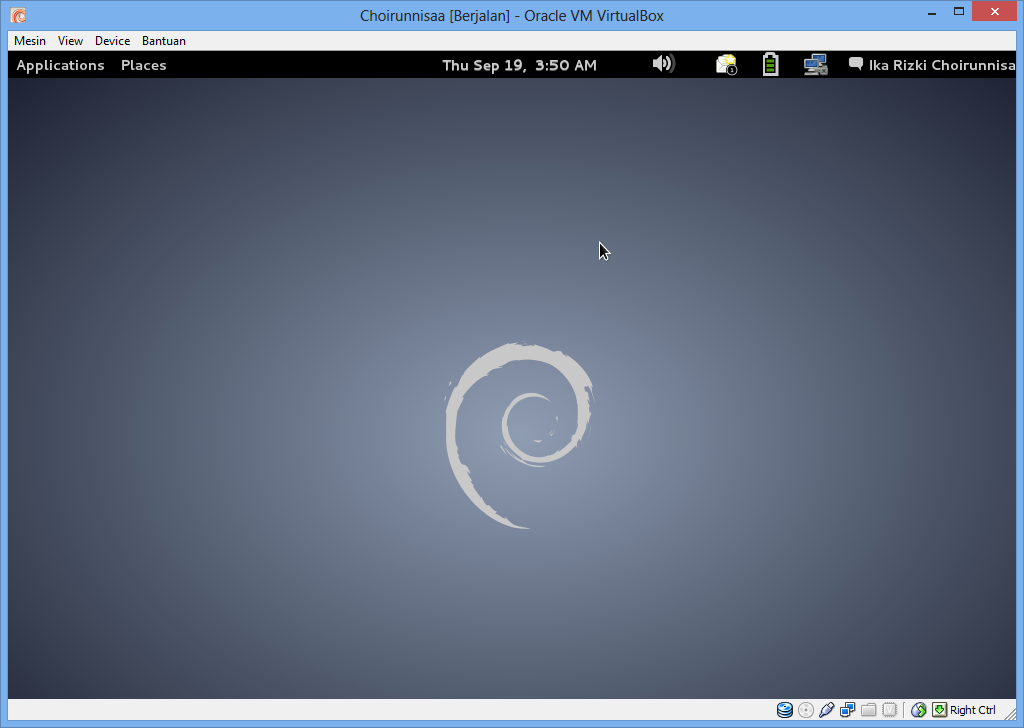 Choirunnisaa [Berjalan] - Oracle VM VirtualBox
Mesin View Device Bantuan
Applications Places Thu Sep 19, 3:50 AM Ika Rizki Choirunnisa
Right Ctrl